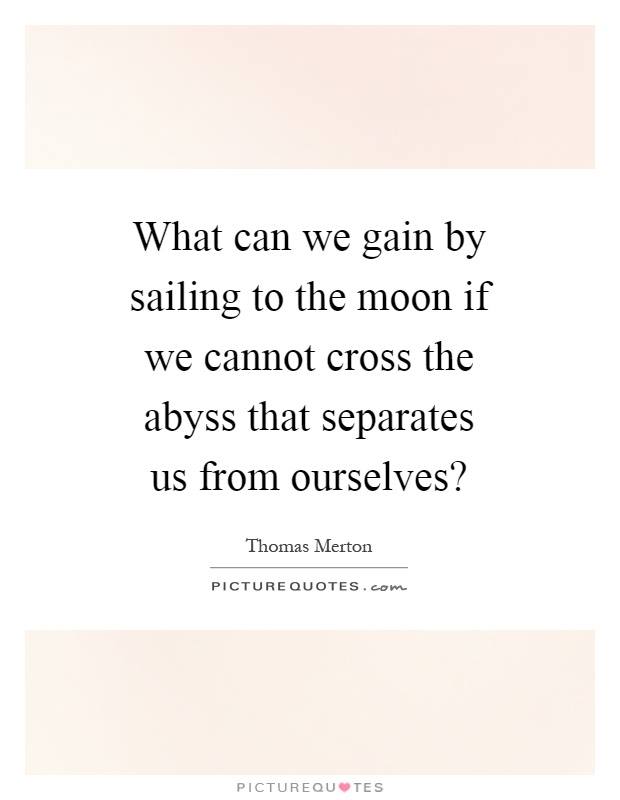 What can we gain by
sailing to the moon if
we cannot cross the
abyss that separates
us from ourselves?
Thomas Merton
PICTUREQUOTES.com
PICTUREQUOTES